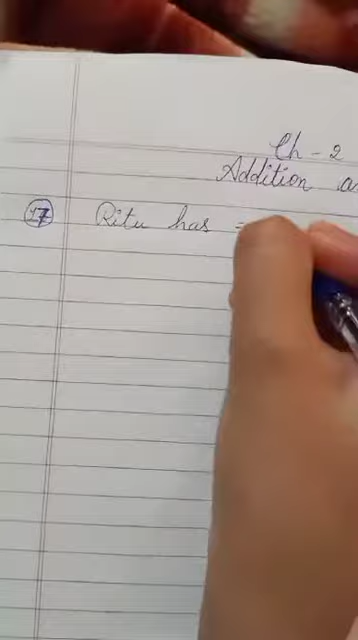 Ch - 2
Addition a
17 Ritu has =